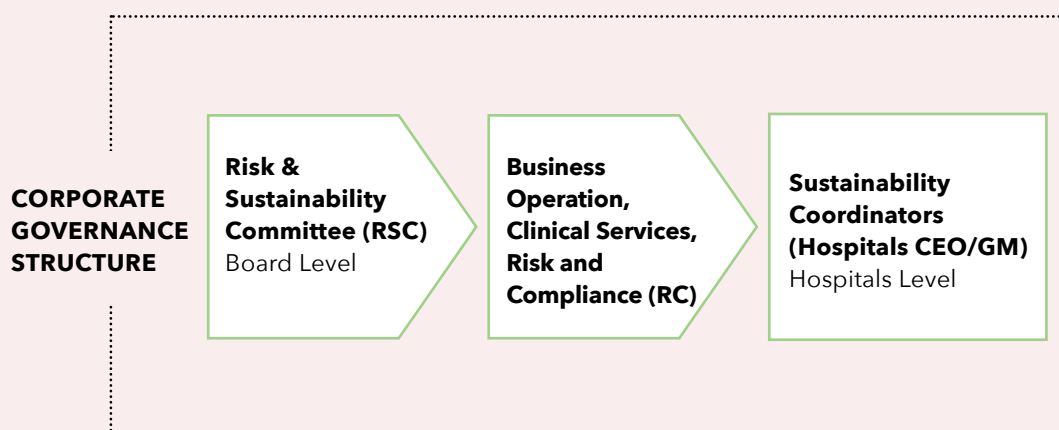 CORPORATE
GOVERNANCE
STRUCTURE
Risk &
Sustainability
Committee (RSC)
Board Level
Business
Operation,
Clinical Services,
Risk and
Compliance (RC)
Sustainability
Coordinators
(Hospitals CEO/GM)
Hospitals Level